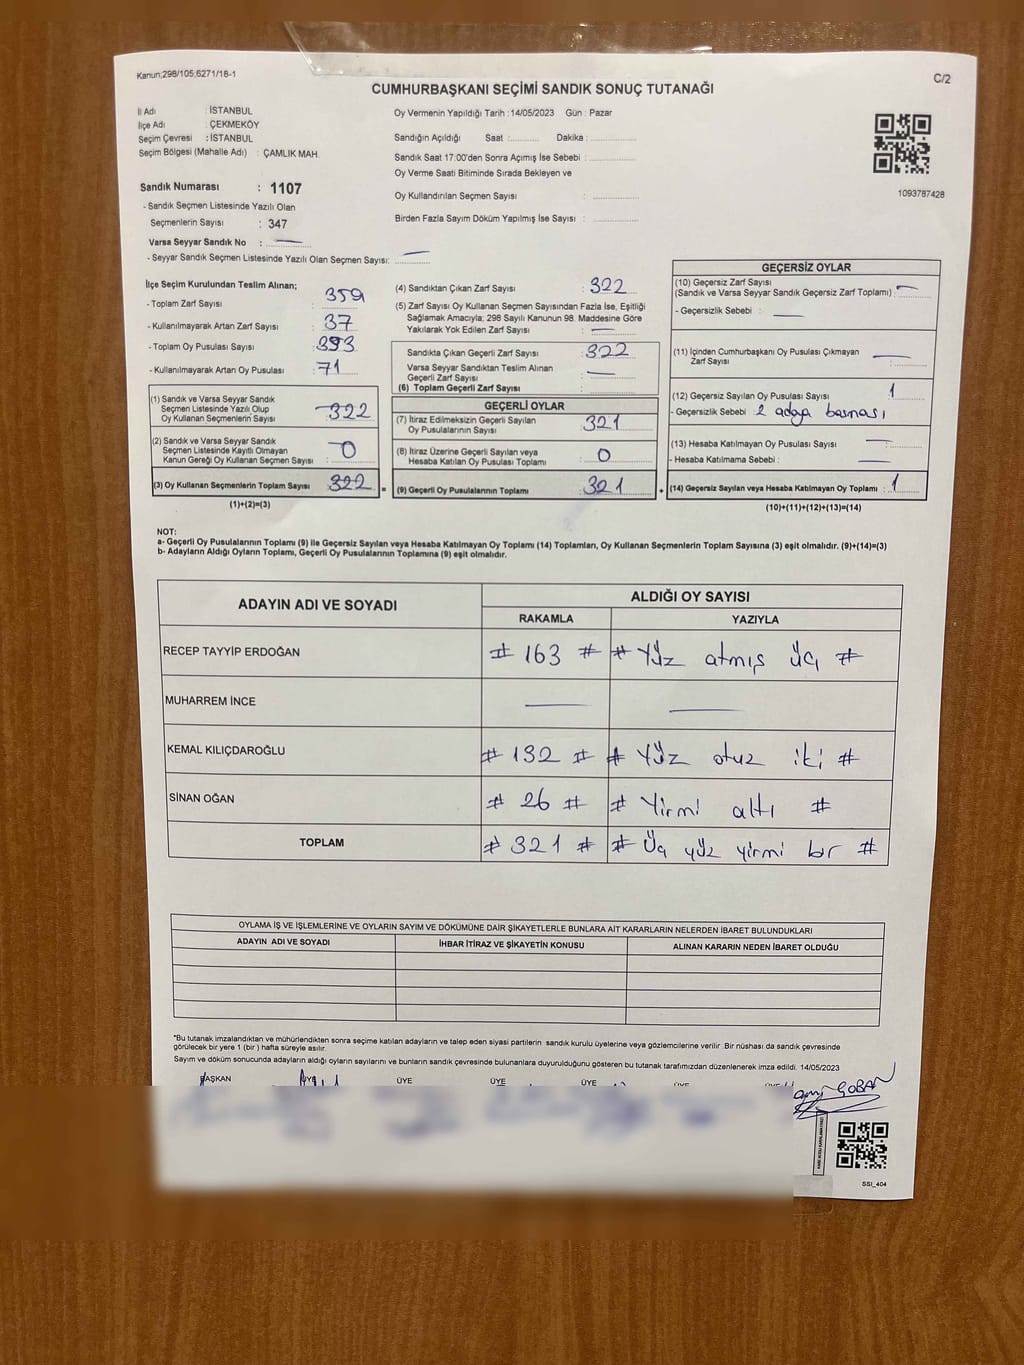 Kanun;298/105,6271/18-1
C/2
CUMHURBAŞKANI SEÇİMİ SANDIK SONUÇ TUTANAĞI
İl Adı : İSTANBUL
İlçe Adı : ÇEKMEKÖY
Seçim Çevresi : İSTANBUL
Seçim Bölgesi (Mahalle Adı) : ÇAMLIK MAH.
Sandık Numarası : 1107
- Sandık Seçmen Listesinde Yazılı Olan
Seçmenlerin Sayısı : 347
Varsa Seyyar Sandık No : —
- Seyyar Sandık Seçmen Listesinde Yazılı Olan Seçmen Sayısı: —
Oy Vermenin Yapıldığı Tarih : 14/05/2023 Gün : Pazar
Sandığın Açıldığı Saat :.......... Dakika :..............
Sandık Saat 17:00'den Sonra Açımış İse Sebebi :..............
Oy Verme Saati Bitiminde Sırada Bekleyen ve
Oy Kullandırılan Seçmen Sayısı : ..............
Birden Fazla Sayım Döküm Yapılmış İse Sayısı : ..............
1093787428
İlçe Seçim Kurulundan Teslim Alınan;
- Toplam Zarf Sayısı : 359
- Kullanılmayarak Artan Zarf Sayısı : 37
- Toplam Oy Pusulası Sayısı : 393
- Kullanılmayarak Artan Oy Pusulası : 71
(1) Sandık ve Varsa Seyyar Sandık
Seçmen Listesinde Yazılı Olup
Oy Kullanan Seçmenlerin Sayısı : 322
(2) Sandık ve Varsa Seyyar Sandık
Seçmen Listesinde Kayıtlı Olmayan
Kanun Gereği Oy Kullanan Seçmen Sayısı : 0
(3) Oy Kullanan Seçmenlerin Toplam Sayısı : 322
(1)+(2)=(3)
(4) Sandıktan Çıkan Zarf Sayısı : 322
(5) Zarf Sayısı Oy Kullanan Seçmen Sayısından Fazla İse, Eşitliği
Sağlamak Amacıyla; 298 Sayılı Kanunun 98. Maddesine Göre
Yakılarak Yok Edilen Zarf Sayısı : —
Sandıkta Çıkan Geçerli Zarf Sayısı : 322
Varsa Seyyar Sandıktan Teslim Alınan
Geçerli Zarf Sayısı : —
(6) Toplam Geçerli Zarf Sayısı :
GEÇERLİ OYLAR
(7) İtiraz Edilmeksizin Geçerli Sayılan
Oy Pusulalarının Sayısı : 321
(8) İtiraz Üzerine Geçerli Sayılan veya
Hesaba Katılan Oy Pusulası Toplamı : 0
= (9) Geçerli Oy Pusulalarının Toplamı : 321
GEÇERSİZ OYLAR
(10) Geçersiz Zarf Sayısı
(Sandık ve Varsa Seyyar Sandık Geçersiz Zarf Toplamı) : —
- Geçersizlik Sebebi : —
(11) İçinden Cumhurbaşkanı Oy Pusulası Çıkmayan
Zarf Sayısı : —
(12) Geçersiz Sayılan Oy Pusulası Sayısı : 1
- Geçersizlik Sebebi : 2 adaya basması
(13) Hesaba Katılmayan Oy Pusulası Sayısı : —
- Hesaba Katılmama Sebebi : —
+ (14) Geçersiz Sayılan veya Hesaba Katılmayan Oy Toplamı : 1
(10)+(11)+(12)+(13)=(14)
NOT:
a- Geçerli Oy Pusulalarının Toplamı (9) ile Geçersiz Sayılan veya Hesaba Katılmayan Oy Toplamı (14) Toplamları, Oy Kullanan Seçmenlerin Toplam Sayısına (3) eşit olmalıdır. (9)+(14)=(3)
b- Adayların Aldığı Oyların Toplamı, Geçerli Oy Pusulalarının Toplamına (9) eşit olmalıdır.
ADAYIN ADI VE SOYADI
ALDIĞI OY SAYISI
RAKAMLA YAZIYLA
RECEP TAYYİP ERDOĞAN # 163 # # Yüz atmış üç #
MUHARREM İNCE — —
KEMAL KILIÇDAROĞLU # 132 # # Yüz otuz iki #
SİNAN OĞAN # 26 # # Yirmi altı #
TOPLAM # 321 # # Üç yüz yirmi bir #
OYLAMA İŞ VE İŞLEMLERİNE VE OYLARIN SAYIM VE DÖKÜMÜNE DAİR ŞİKAYETLERLE BUNLARA AİT KARARLARIN NELERDEN İBARET BULUNDUKLARI
ADAYIN ADI VE SOYADI İHBAR İTİRAZ VE ŞİKAYETİN KONUSU ALINAN KARARIN NEDEN İBARET OLDUĞU
*Bu tutanak imzalandıktan ve mühürlendikten sonra seçime katılan adayların ve talep eden siyasi partilerin sandık kurulu üyelerine veya gözlemcilerine verilir .Bir nüshası da sandık çevresinde
görülecek bir yere 1 (bir ) hafta süreyle asılır.
Sayım ve döküm sonucunda adayların aldığı oyların sayılarını ve bunların sandık çevresinde bulunanlara duyurulduğunu gösteren bu tutanak tarafımızdan düzenlenerek imza edildi. 14/05/2023
BAŞKAN ÜYE ÜYE ÜYE ÜYE
ÇOBAN
SSI_404